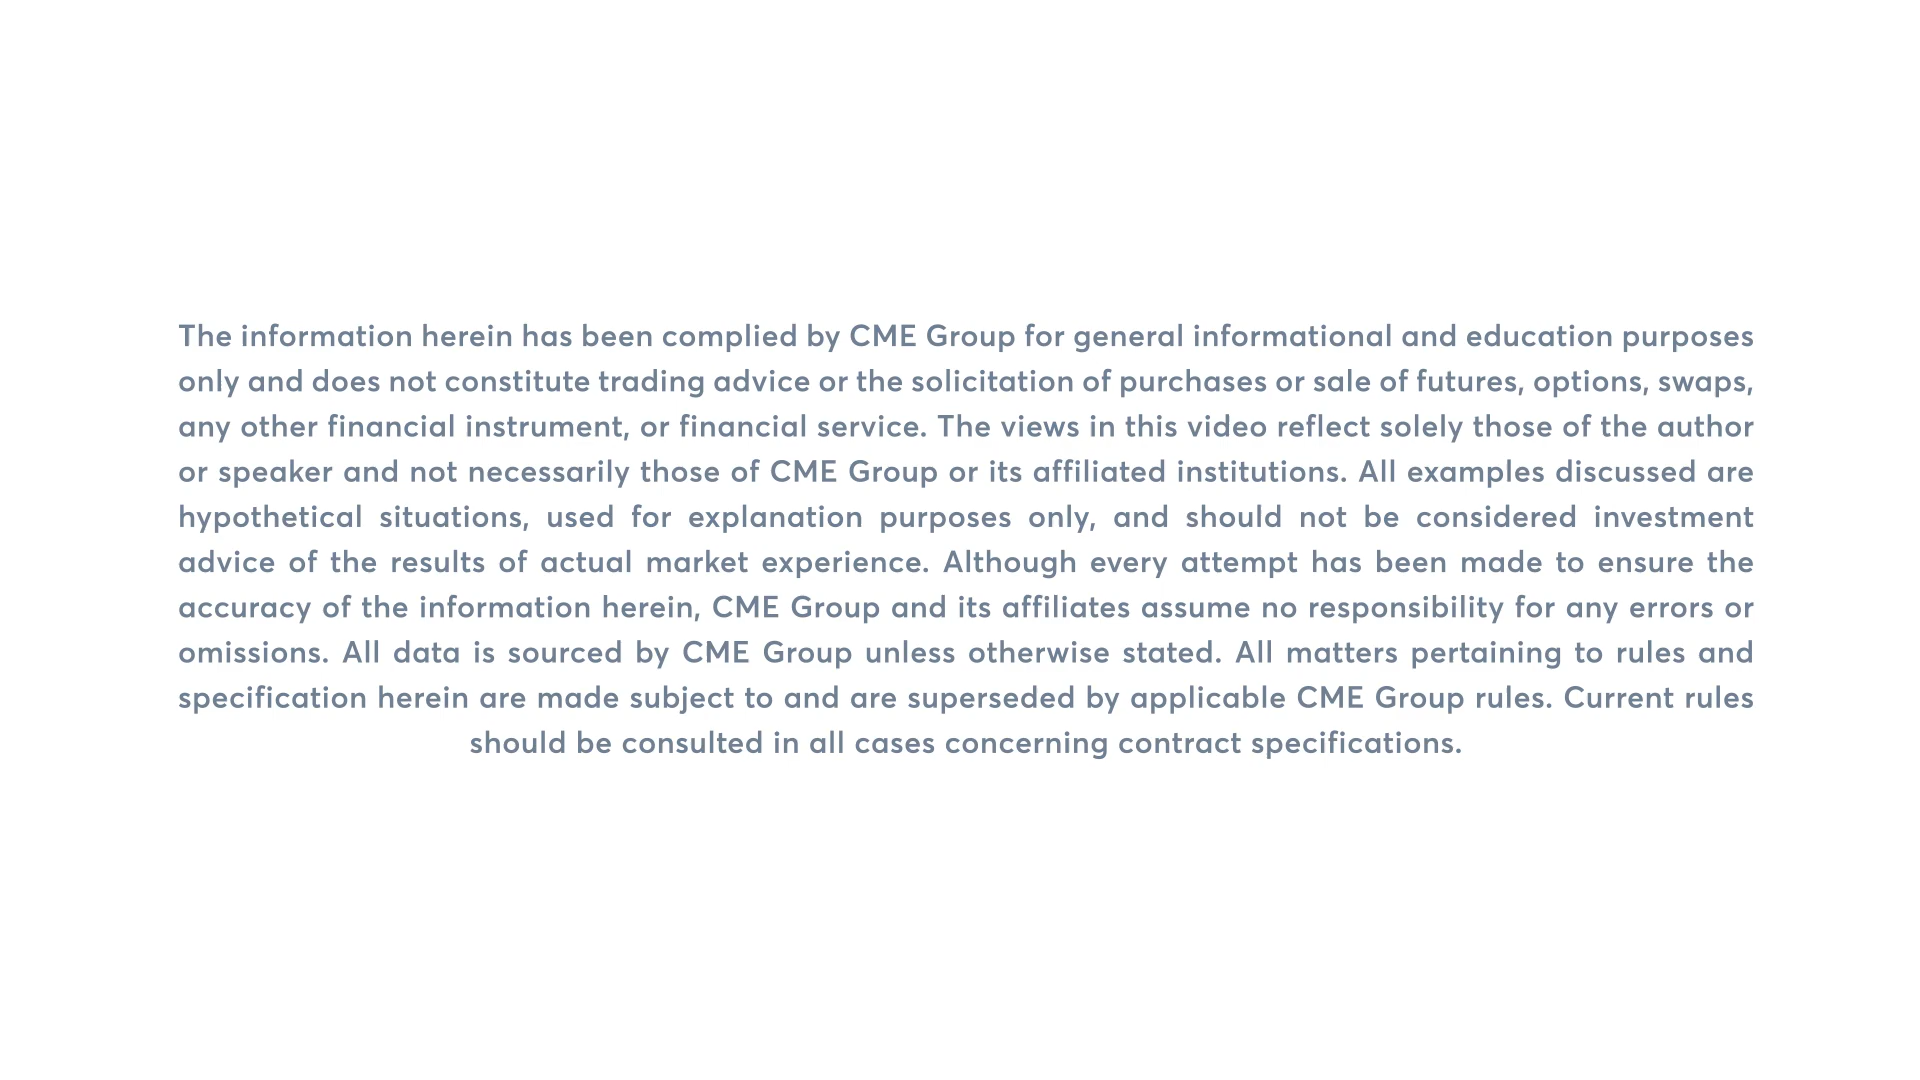 The information herein has been complied by CME Group for general informational and education purposes
only and does not constitute trading advice or the solicitation of purchases or sale of futures, options, swaps,
any other financial instrument, or financial service. The views in this video reflect solely those of the author
or speaker and not necessarily those of CME Group or its affiliated institutions. All examples discussed are
hypothetical situations, used for explanation purposes only, and should not be considered investment
advice of the results of actual market experience. Although every attempt has been made to ensure the
accuracy of the information herein, CME Group and its affiliates assume no responsibility for any errors or
omissions. All data is sourced by CME Group unless otherwise stated. All matters pertaining to rules and
specification herein are made subject to and are superseded by applicable CME Group rules. Current rules
should be consulted in all cases concerning contract specifications.